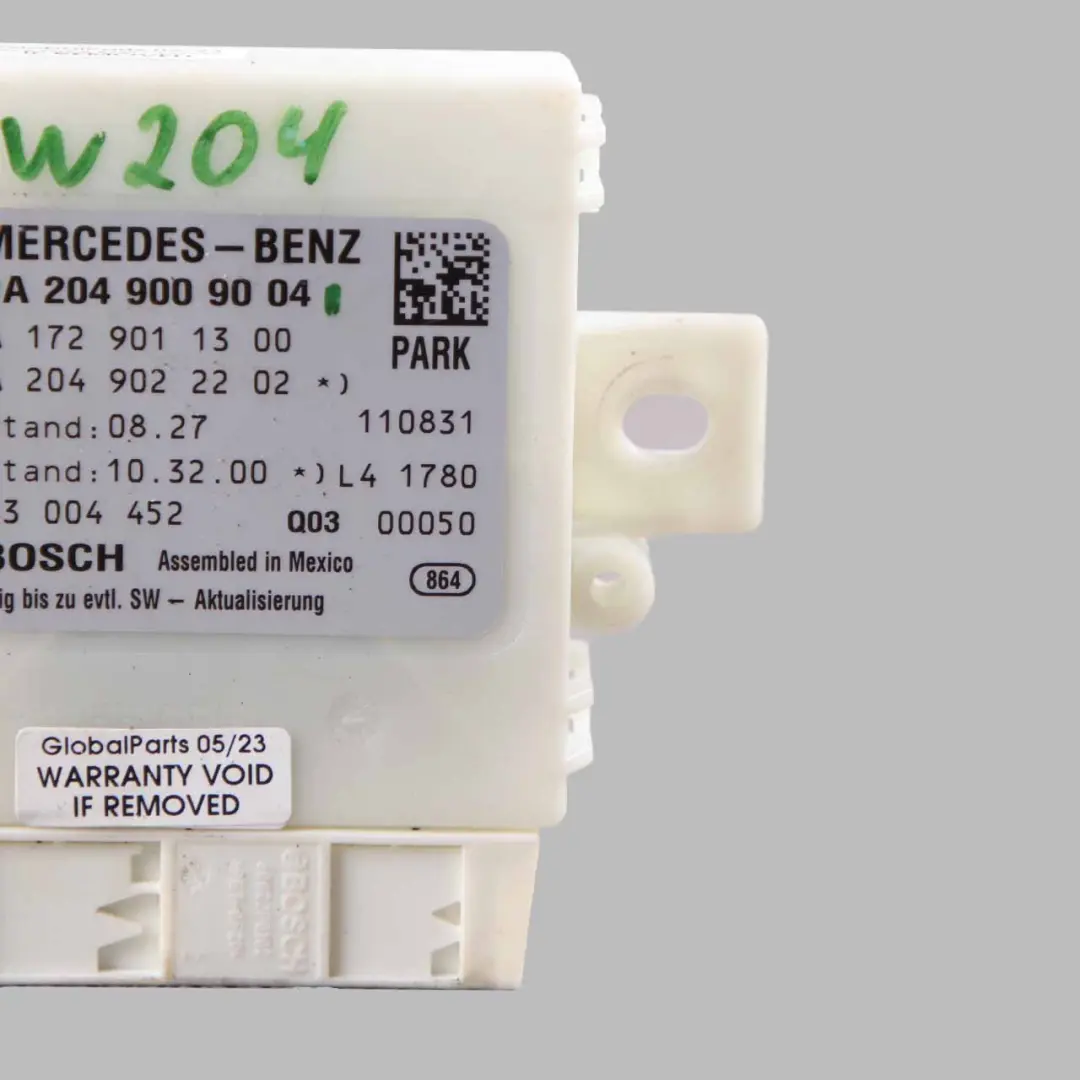 W204
MERCEDES-BENZ
A 204 900 90 04
172 901 13 00
PARK
204 902 22 02 *)
tand:08.27 110831
tand:10.32.00 *) L4 1780
3 004 452 Q03 00050
BOSCH Assembled in Mexico
864
ig bis zu evtl. SW – Aktualisierung
GlobalParts 05/23
WARRANTY VOID
IF REMOVED
BOSCH